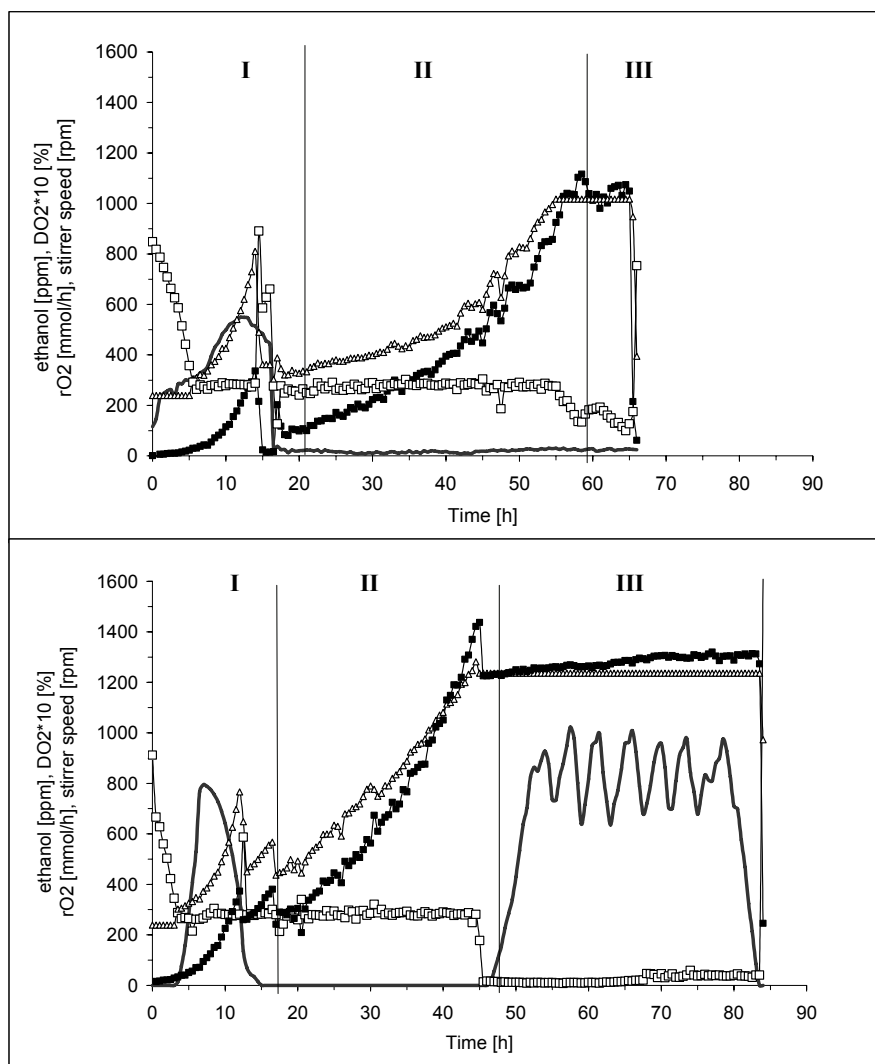 I II III
1600
1400
1200
1000
800
600
400
200
0
0 10 20 30 40 50 60 70 80 90
Time [h]
ethanol [ppm], DO2*10 [%]
rO2 [mmol/h], stirrer speed [rpm]
I II III
1600
1400
1200
1000
800
600
400
200
0
0 10 20 30 40 50 60 70 80 90
Time [h]
ethanol [ppm], DO2*10 [%]
rO2 [mmol/h], stirrer speed [rpm]